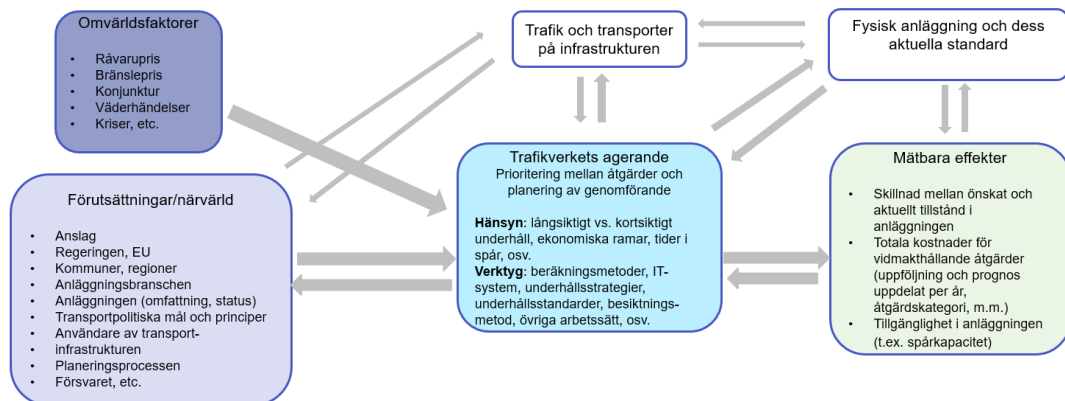 Omvärldsfaktorer
• Råvarupris
• Bränslepris
• Konjunktur
• Väderhändelser
• Kriser, etc.
Trafik och transporter
på infrastrukturen
Fysisk anläggning och dess
aktuella standard
Förutsättningar/närvärld
• Anslag
• Regeringen, EU
• Kommuner, regioner
• Anläggningsbranschen
• Anläggningen (omfattning, status)
• Transportpolitiska mål och principer
• Användare av transport-
• infrastrukturen
• Planeringsprocessen
• Försvaret, etc.
Trafikverkets agerande
Prioritering mellan åtgärder och
planering av genomförande
Hänsyn: långsiktigt vs. kortsiktigt
underhåll, ekonomiska ramar, tider i
spår, osv.
Verktyg: beräkningsmetoder, IT-
system, underhållsstrategier,
underhållsstandarder, besiktnings-
metod, övriga arbetssätt, osv.
Mätbara effekter
• Skillnad mellan önskat och
aktuellt tillstånd i
anläggningen
• Totala kostnader för
vidmakthållande åtgärder
(uppföljning och prognos
uppdelat per år,
åtgärdskategori, m.m.)
• Tillgänglighet i anläggningen
(t.ex. spårkapacitet)